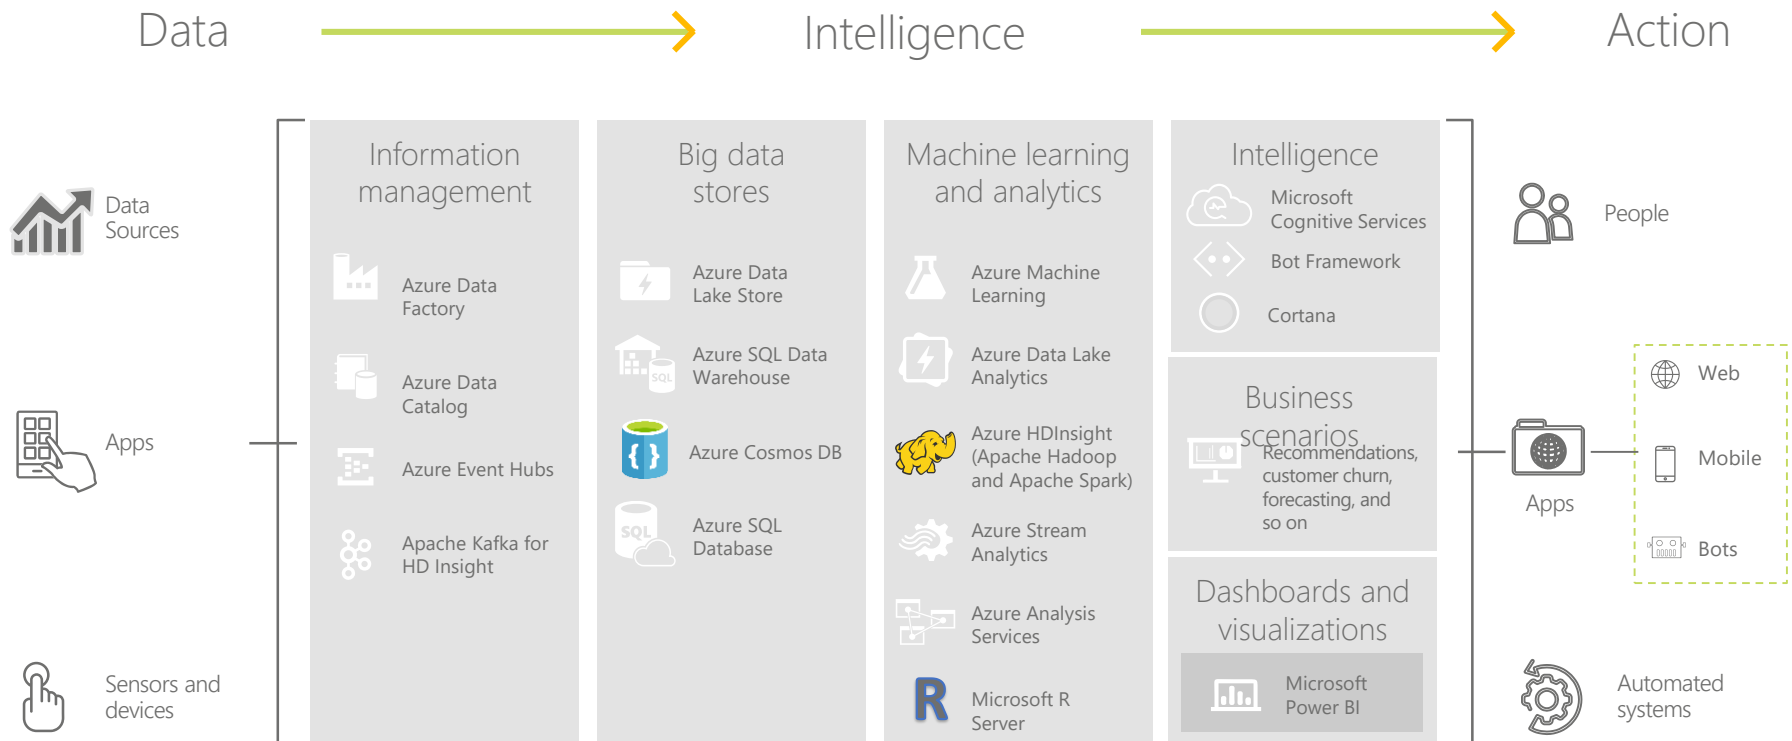 Data
Intelligence
Action
Data
Sources
Apps
Sensors and
devices
Information
management
Azure Data
Factory
Azure Data
Catalog
Azure Event Hubs
Apache Kafka for
HD Insight
Big data
stores
Azure Data
Lake Store
SQL
Azure SQL Data
Warehouse
Azure Cosmos DB
SQL
Azure SQL
Database
Machine learning
and analytics
Azure Machine
Learning
Azure Data Lake
Analytics
Azure HDInsight
(Apache Hadoop
and Apache Spark)
Azure Stream
Analytics
Azure Analysis
Services
R
Microsoft R
Server
Intelligence
Microsoft
Cognitive Services
Bot Framework
Cortana
Business
scenarios
Recommendations,
customer churn,
forecasting, and
so on
Dashboards and
visualizations
Microsoft
Power BI
People
Apps
Web
Mobile
Bots
Automated
systems